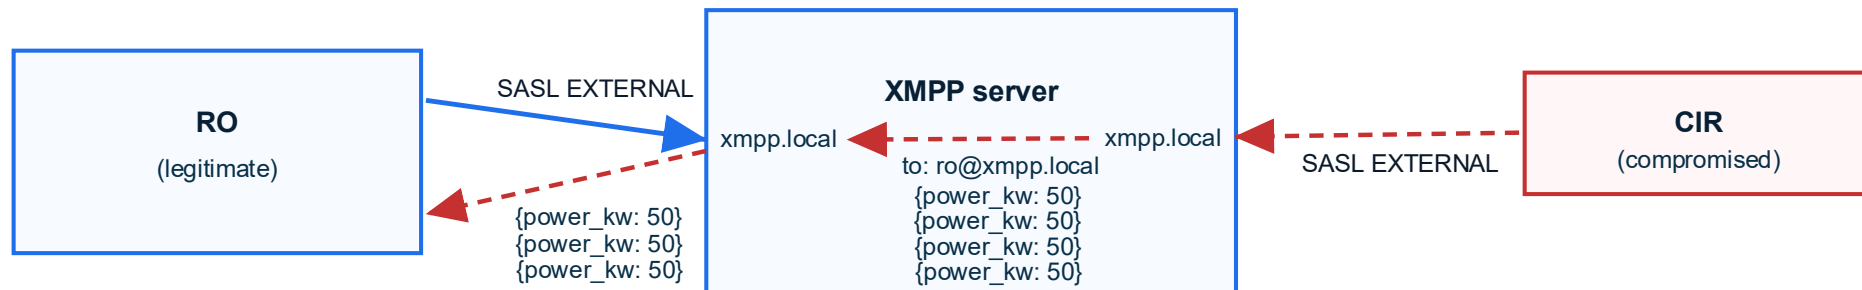 RO
(legitimate)
SASL EXTERNAL
{power_kw: 50}
{power_kw: 50}
{power_kw: 50}
XMPP server
xmpp.local
xmpp.local
to: ro@xmpp.local
{power_kw: 50}
{power_kw: 50}
{power_kw: 50}
{power_kw: 50}
SASL EXTERNAL
CIR
(compromised)